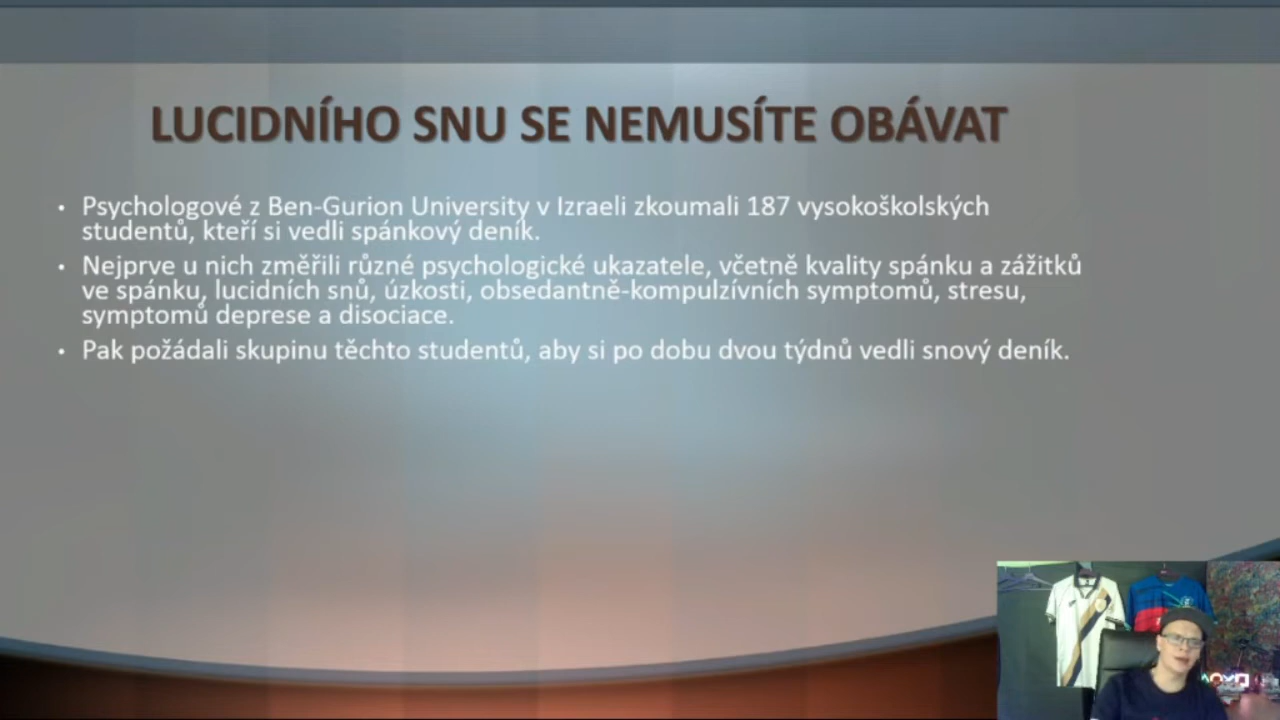 LUCIDNÍHO SNU SE NEMUSÍTE OBÁVAT
• Psychologové z Ben-Gurion University v Izraeli zkoumali 187 vysokoškolských
studentů, kteří si vedli spánkový deník.
• Nejprve u nich změřili různé psychologické ukazatele, včetně kvality spánku a zážitků
ve spánku, lucidních snů, úzkosti, obsedantně-kompulzívních symptomů, stresu,
symptomů deprese a disociace.
• Pak požádali skupinu těchto studentů, aby si po dobu dvou týdnů vedli snový deník.